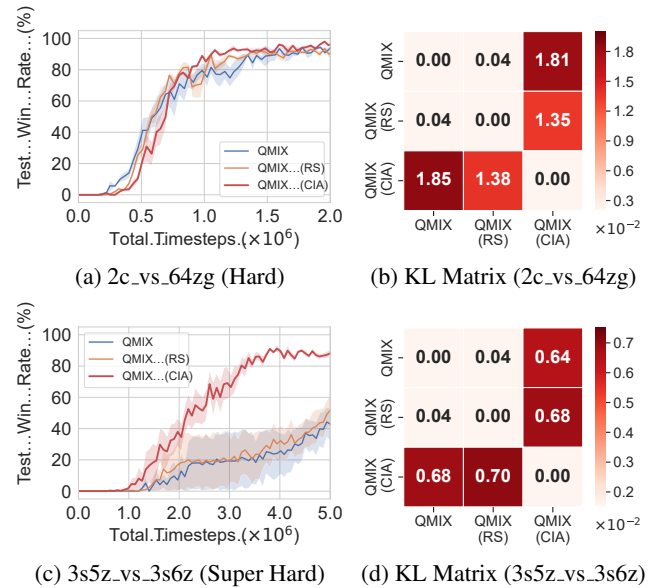 Test...Win...Rate...(%)
100
80
60
40
20
0
QMIX
QMIX...(RS)
QMIX...(CIA)
0.0
0.5
1.0
1.5
2.0
Total.Timesteps.(×10⁶)
(a) 2c_vs_64zg (Hard)
QMIX
QMIX (RS)
QMIX (CIA)
0.00 0.04 1.81
0.04 0.00 1.35
1.85 1.38 0.00
QMIX
QMIX (RS)
QMIX (CIA)
1.8
1.5
1.2
0.9
0.6
0.3
×10⁻²
(b) KL Matrix (2c_vs_64zg)
Test...Win...Rate...(%)
100
80
60
40
20
0
QMIX
QMIX...(RS)
QMIX...(CIA)
0.0 1.0 2.0 3.0 4.0 5.0
Total.Timesteps.(×10⁶)
(c) 3s5z_vs_3s6z (Super Hard)
QMIX
QMIX (RS)
QMIX (CIA)
0.00 0.04 0.64
0.04 0.00 0.68
0.68 0.70 0.00
QMIX
QMIX (RS)
QMIX (CIA)
0.7
0.6
0.5
0.4
0.3
0.2
×10⁻²
(d) KL Matrix (3s5z_vs_3s6z)